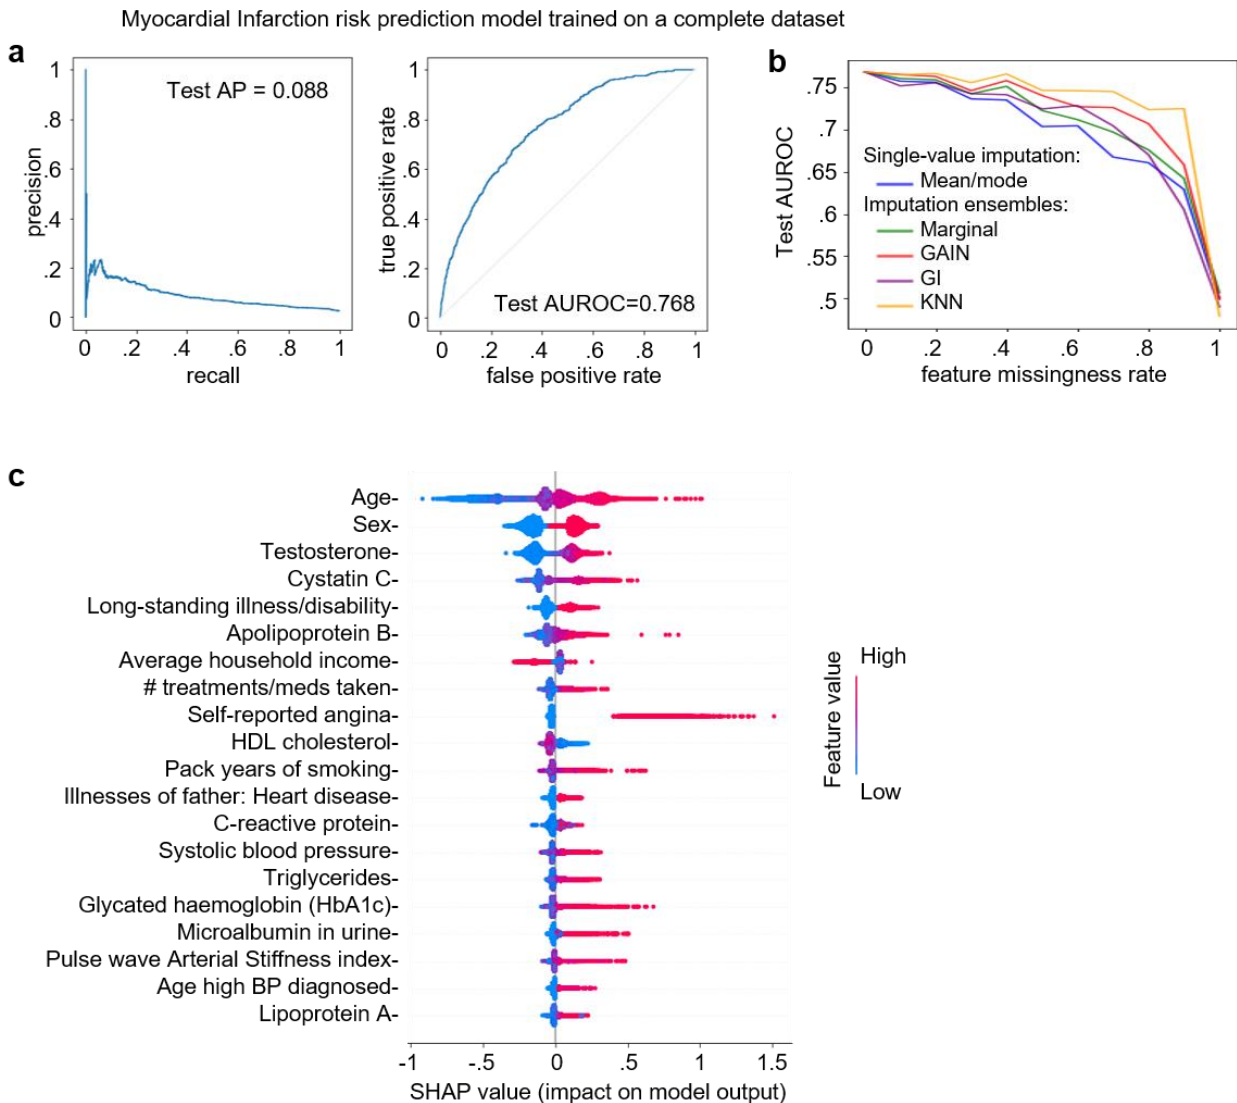 Myocardial Infarction risk prediction model trained on a complete dataset
a
precision
1
.8
.6
.4
.2
0
Test AP = 0.088
0 .2 .4 .6 .8 1
recall
true positive rate
1
.8
.6
.4
.2
0
Test AUROC=0.768
0 .2 .4 .6 .8 1
false positive rate
b
Test AUROC
.75
.7
.65
.6
.55
.5
Single-value imputation:
Mean/mode
Imputation ensembles:
Marginal
GAIN
GI
KNN
0 .2 .4 .6 .8 1
feature missingness rate
c
Age-
Sex-
Testosterone-
Cystatin C-
Long-standing illness/disability-
Apolipoprotein B-
Average household income-
# treatments/meds taken-
Self-reported angina-
HDL cholesterol-
Pack years of smoking-
Illnesses of father: Heart disease-
C-reactive protein-
Systolic blood pressure-
Triglycerides-
Glycated haemoglobin (HbA1c)-
Microalbumin in urine-
Pulse wave Arterial Stiffness index-
Age high BP diagnosed-
Lipoprotein A-
-1 -.5 0 .5 1 1.5
SHAP value (impact on model output)
Feature value
High
Low